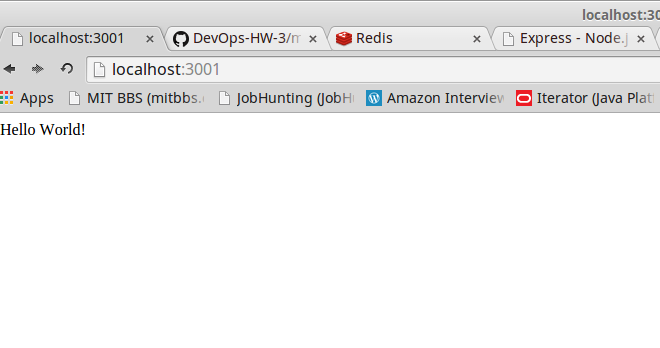 localhost:30
localhost:3001 DevOps-HW-3/m Redis Express - Node.j
localhost:3001
Apps MIT BBS (mitbbs. JobHunting (JobH Amazon Interview Iterator (Java Platf
Hello World!